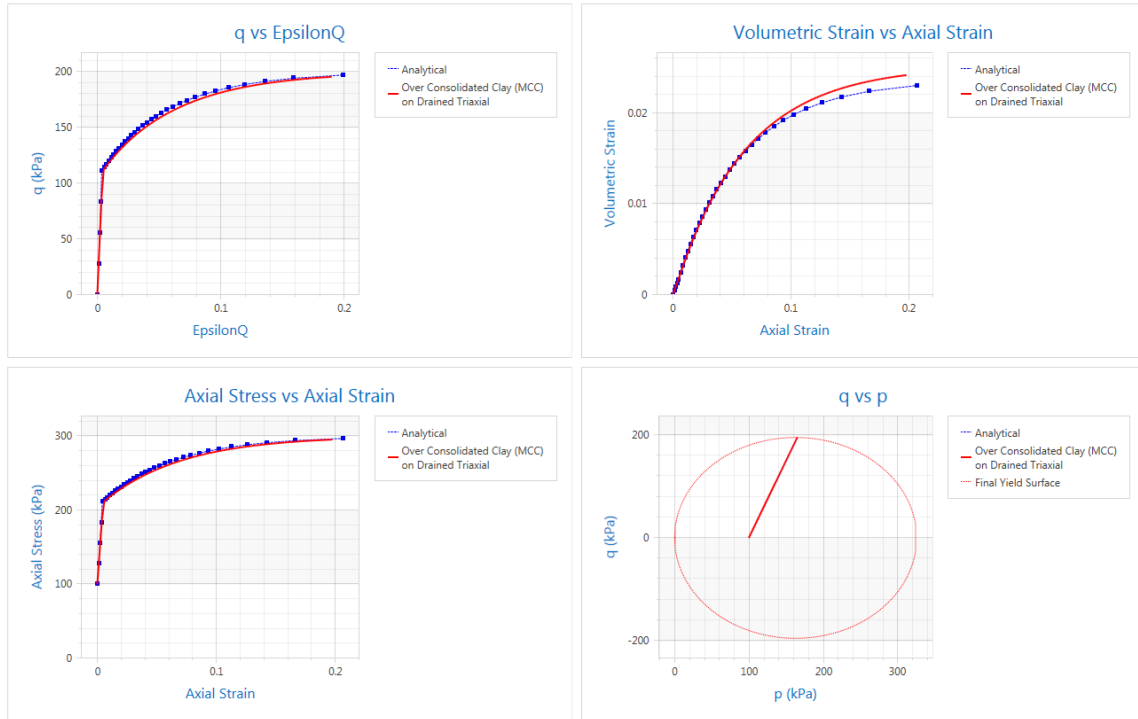 q vs EpsilonQ
200
150
100
50
0
q (kPa)
0
0.1
0.2
EpsilonQ
Analytical
Over Consolidated Clay (MCC)
on Drained Triaxial
Volumetric Strain vs Axial Strain
0.02
0.01
0
Volumetric Strain
0
0.1
0.2
Axial Strain
Analytical
Over Consolidated Clay (MCC)
on Drained Triaxial
Axial Stress vs Axial Strain
300
200
100
0
Axial Stress (kPa)
0
0.1
0.2
Axial Strain
Analytical
Over Consolidated Clay (MCC)
on Drained Triaxial
q vs p
200
0
-200
q (kPa)
0
100
200
300
p (kPa)
Analytical
Over Consolidated Clay (MCC)
on Drained Triaxial
Final Yield Surface